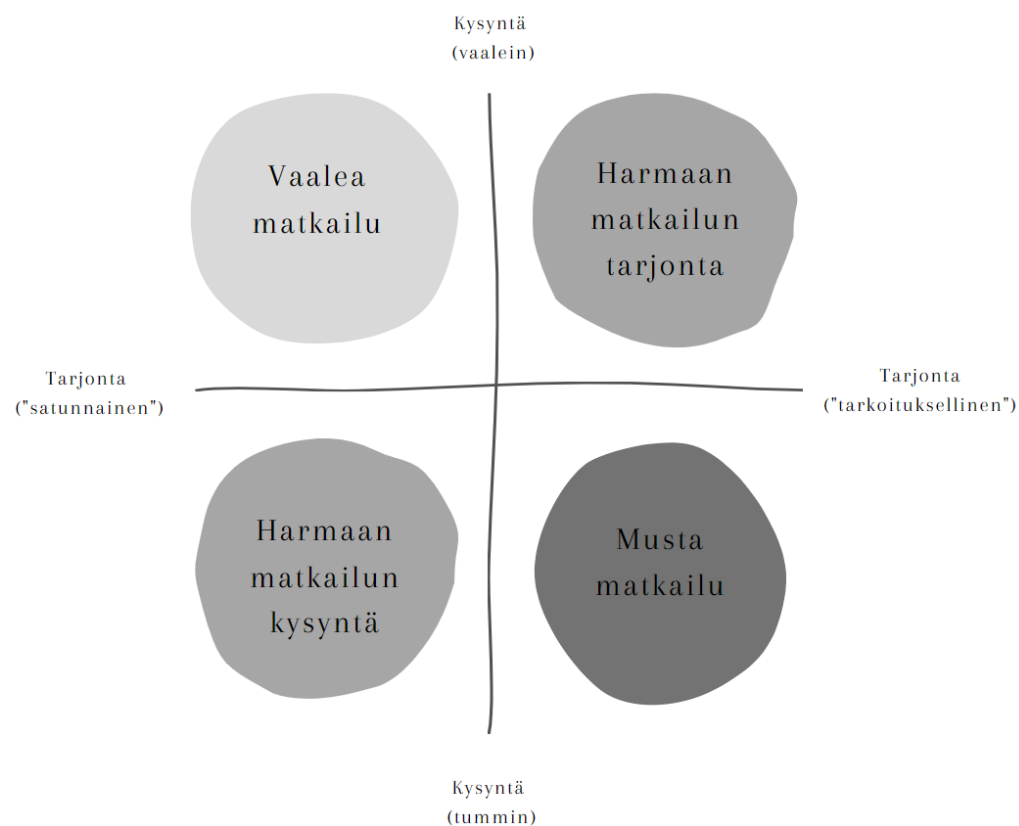 Kysyntä
(vaalein)
Vaalea
matkailu
Harmaan
matkailun
tarjonta
Tarjonta
("satunnainen")
Tarjonta
("tarkoituksellinen")
Harmaan
matkailun
kysyntä
Musta
matkailu
Kysyntä
(tummin)